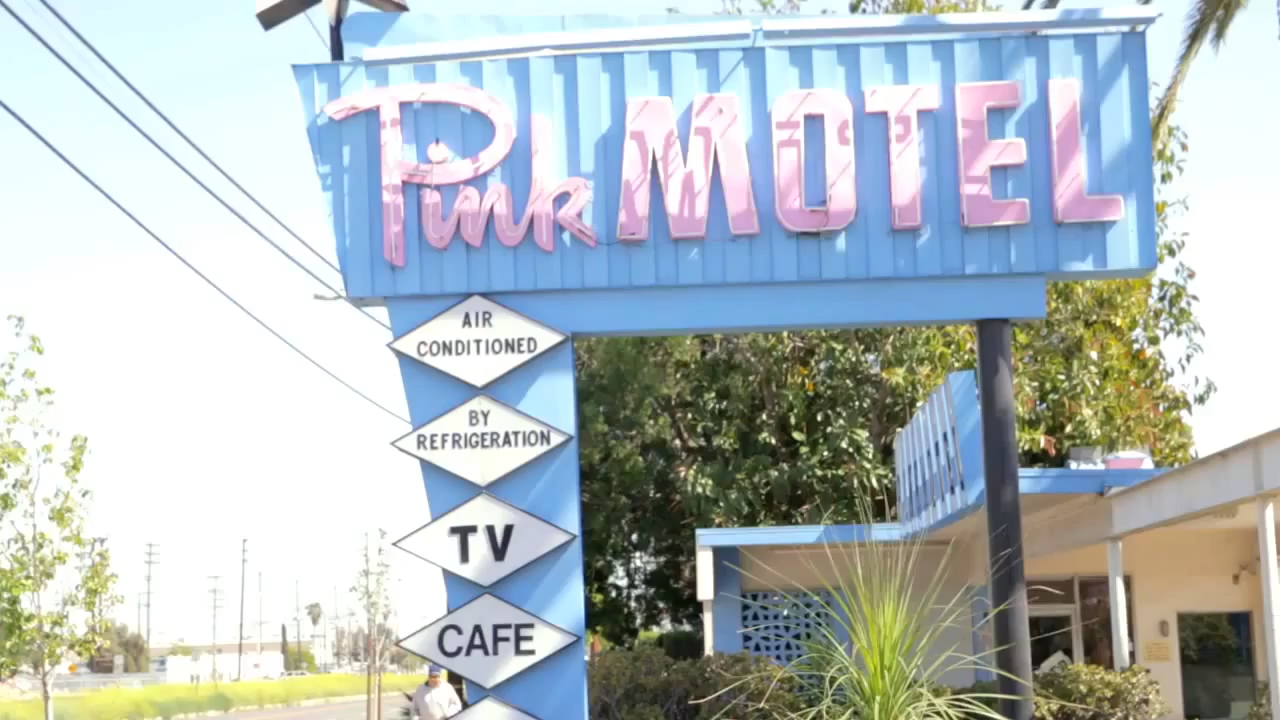 Pink MOTEL
AIR
CONDITIONED
BY
REFRIGERATION
TV
CAFE